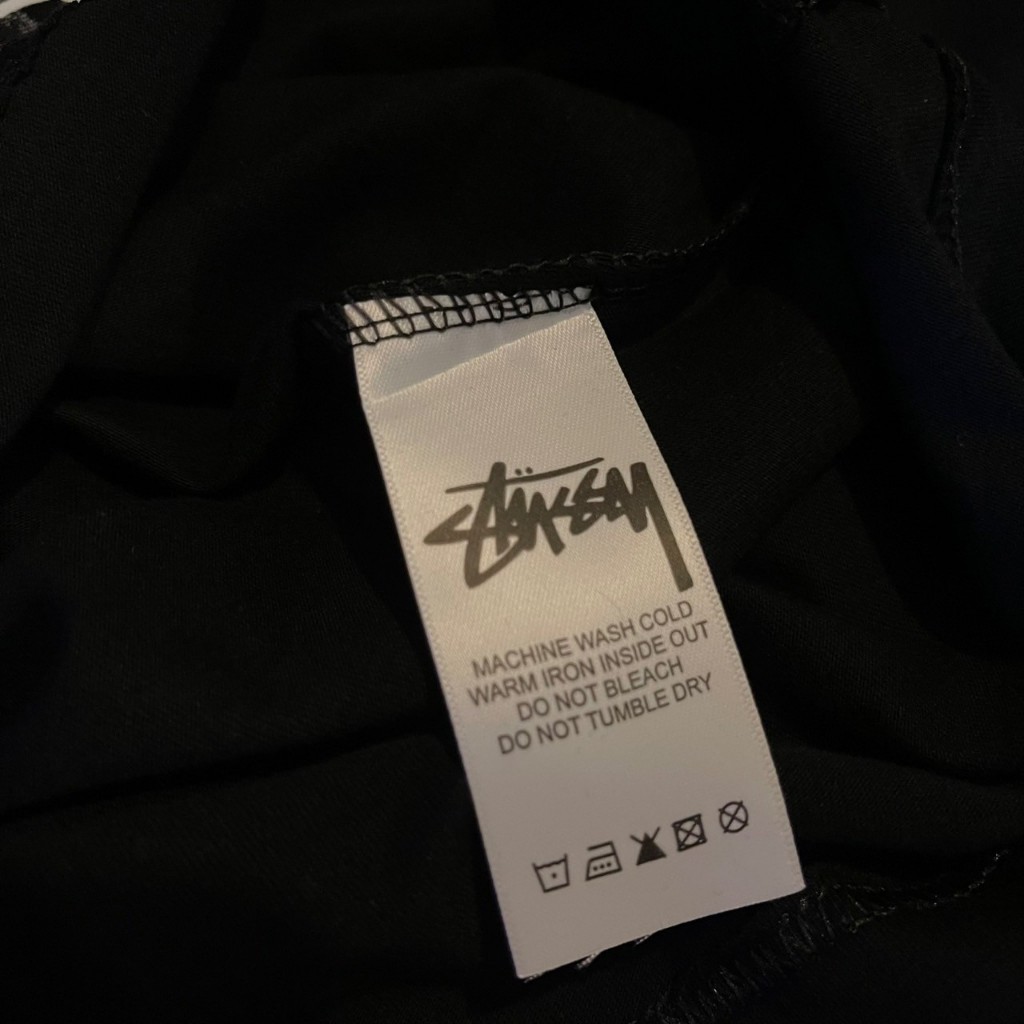 STÜSSY
MACHINE WASH COLD
WARM IRON INSIDE OUT
DO NOT BLEACH
DO NOT TUMBLE DRY